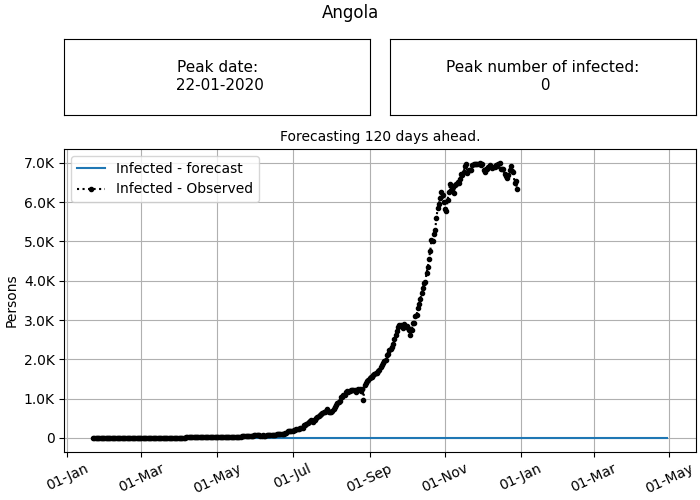 Angola
Peak date:
22-01-2020
Peak number of infected:
0
Forecasting 120 days ahead.
Infected - forecast
Infected - Observed
7.0K
6.0K
5.0K
4.0K
3.0K
2.0K
1.0K
0
Persons
01-Jan
01-Mar
01-May
01-Jul
01-Sep
01-Nov
01-Jan
01-Mar
01-May